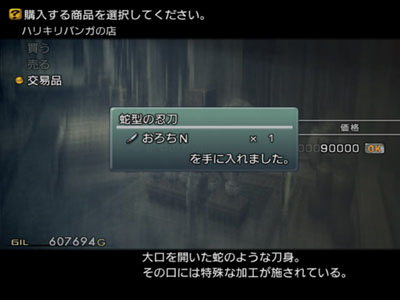 購入する商品を選択してください。
ハリキリバンガの店
買う
売る
交易品
蛇型の忍刀
おろちN × 1
を手に入れました。
価格
90000 OK
GIL 607694G
大口を開いた蛇のような刀身。
その口には特殊な加工が施されている。